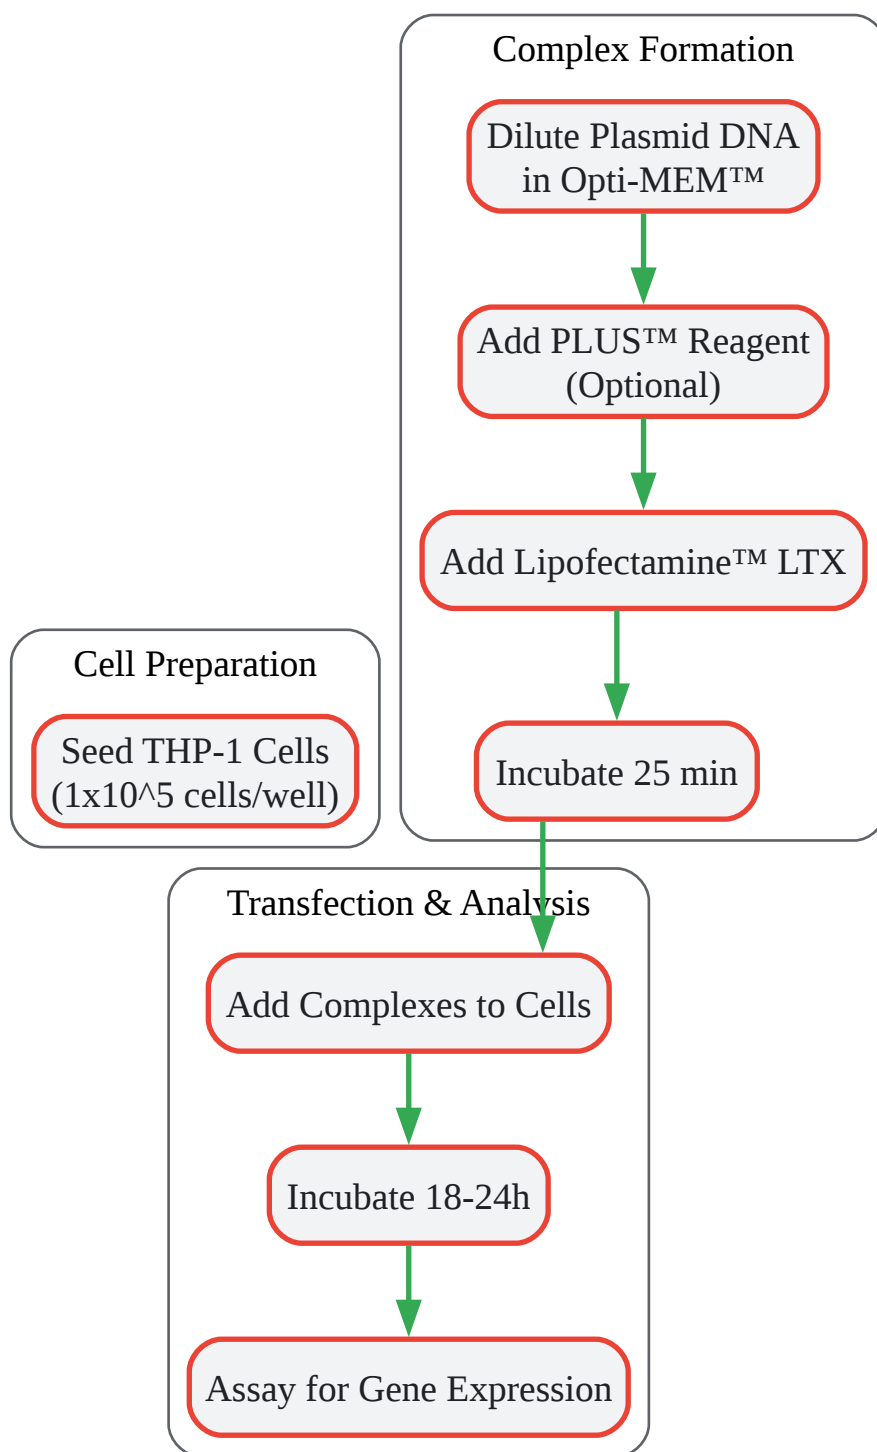 Complex Formation
Dilute Plasmid DNA
in Opti-MEM™
Add PLUS™ Reagent
(Optional)
Add Lipofectamine™ LTX
Incubate 25 min
Cell Preparation
Seed THP-1 Cells
(1x10^5 cells/well)
Transfection & Analysis
Add Complexes to Cells
Incubate 18-24h
Assay for Gene Expression